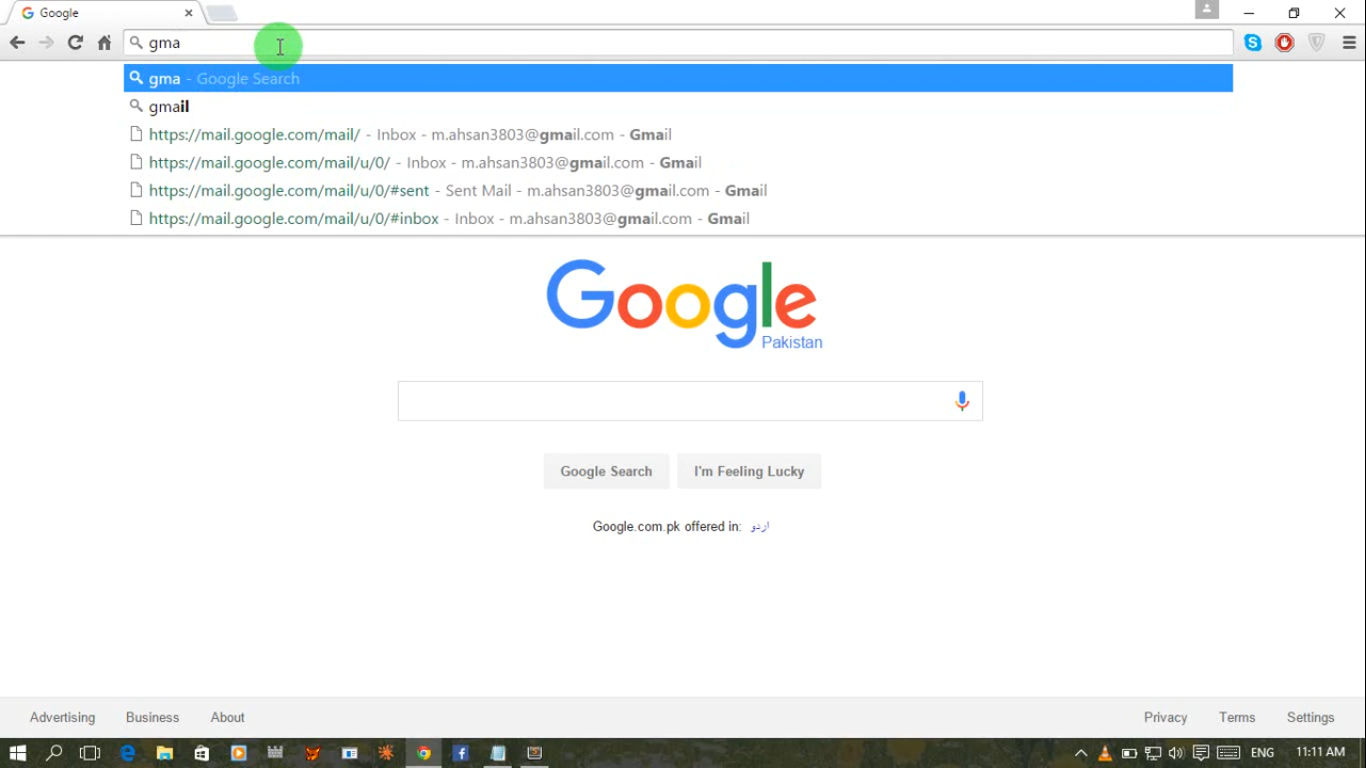 Google
gma
gma - Google Search
gmail
https://mail.google.com/mail/ - Inbox - m.ahsan3803@gmail.com - Gmail
https://mail.google.com/mail/u/0/ - Inbox - m.ahsan3803@gmail.com - Gmail
https://mail.google.com/mail/u/0/#sent - Sent Mail - m.ahsan3803@gmail.com - Gmail
https://mail.google.com/mail/u/0/#inbox - Inbox - m.ahsan3803@gmail.com - Gmail
Google
Pakistan
Google Search I'm Feeling Lucky
Google.com.pk offered in: اردو
Advertising Business About Privacy Terms Settings
ENG 11:11 AM